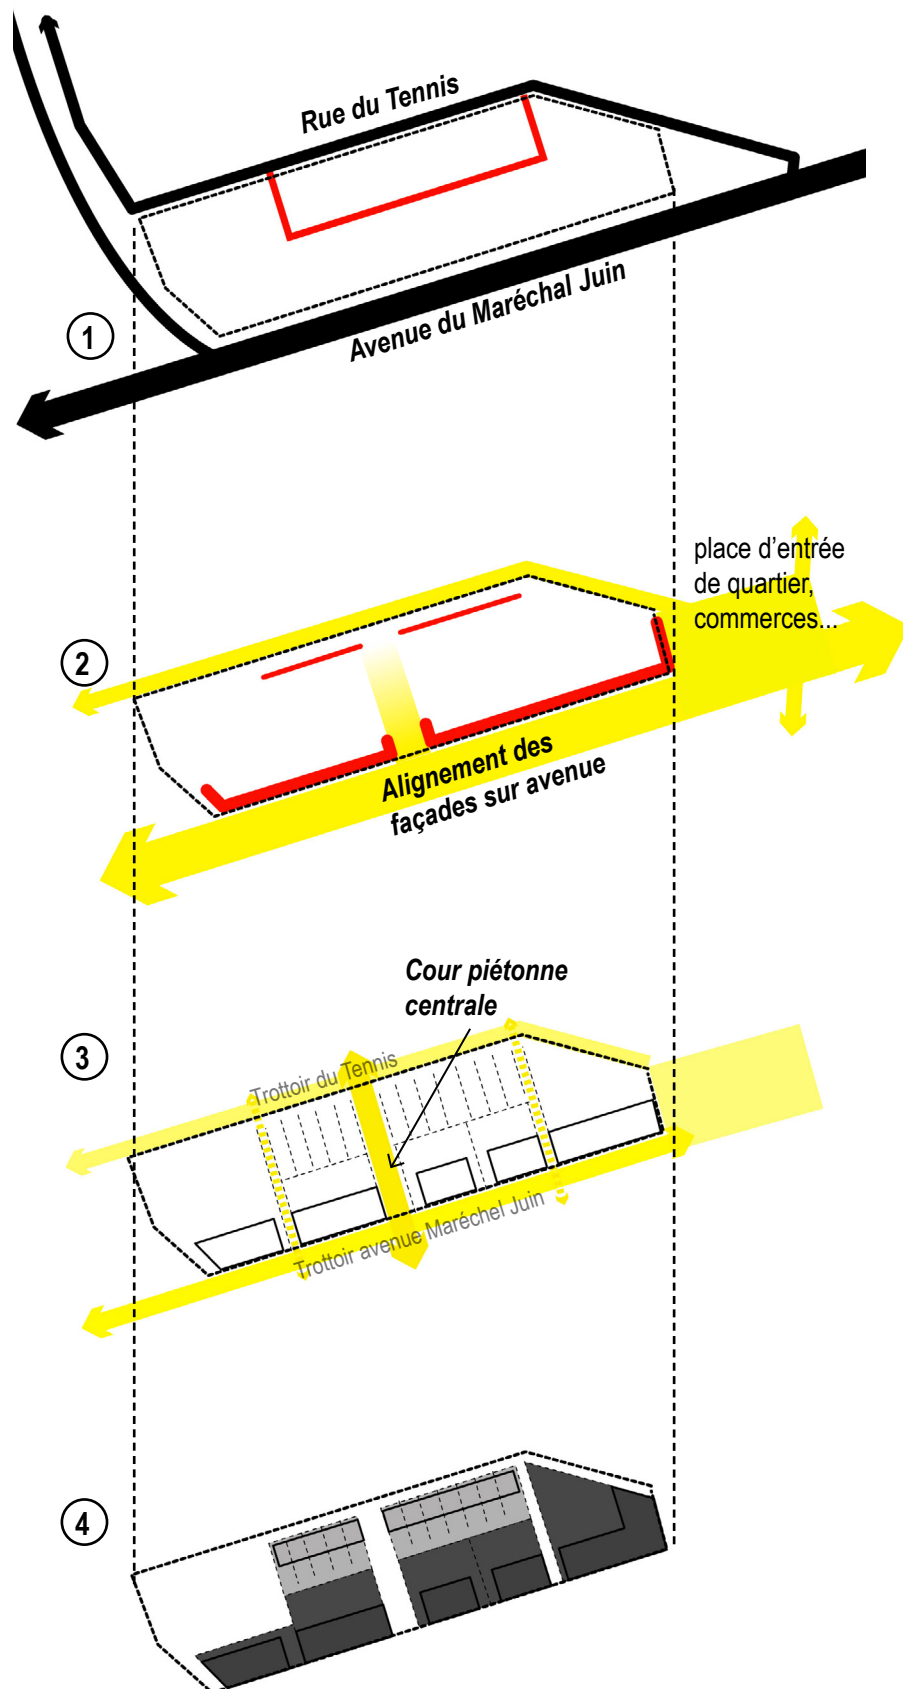 Rue du Tennis
Avenue du Maréchal Juin
1
place d’entrée
de quartier,
commerces...
2
Alignement des
façades sur avenue
Cour piétonne
centrale
3
Trottoir du Tennis
Trottoir avenue Maréchel Juin
4